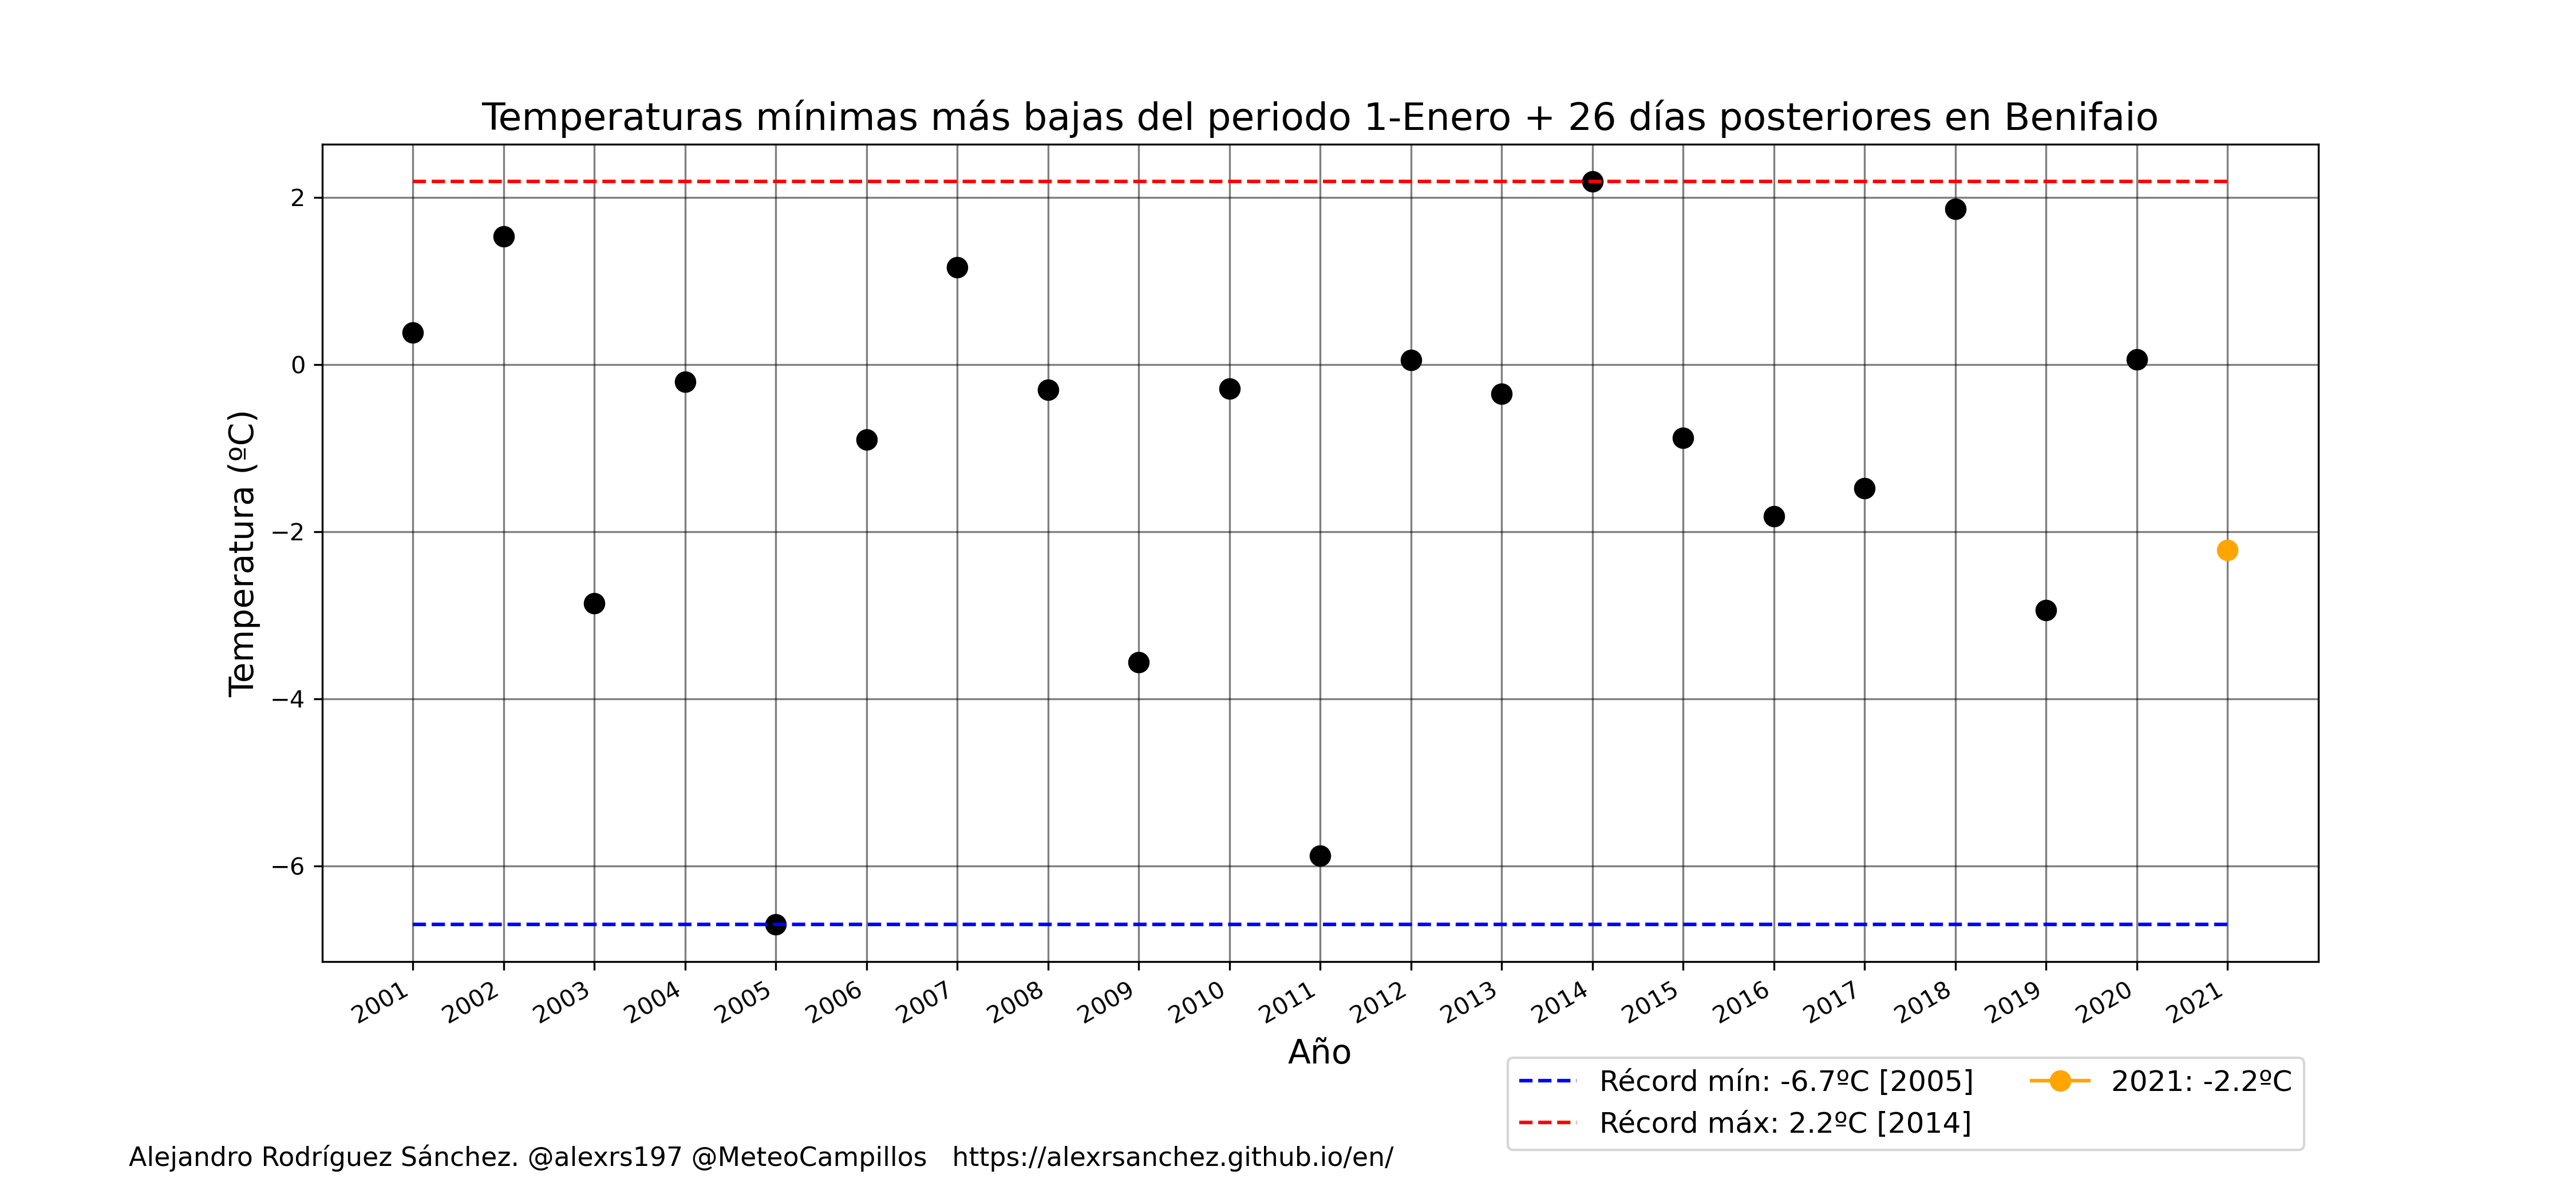 Temperaturas mínimas más bajas del periodo 1-Enero + 26 días posteriores en Benifaio
Temperatura (ºC)
2
0
−2
−4
−6
2001 2002 2003 2004 2005 2006 2007 2008 2009 2010 2011 2012 2013 2014 2015 2016 2017 2018 2019 2020 2021
Año
Récord mín: -6.7ºC [2005]
Récord máx: 2.2ºC [2014]
2021: -2.2ºC
Alejandro Rodríguez Sánchez. @alexrs197 @MeteoCampillos https://alexrsanchez.github.io/en/